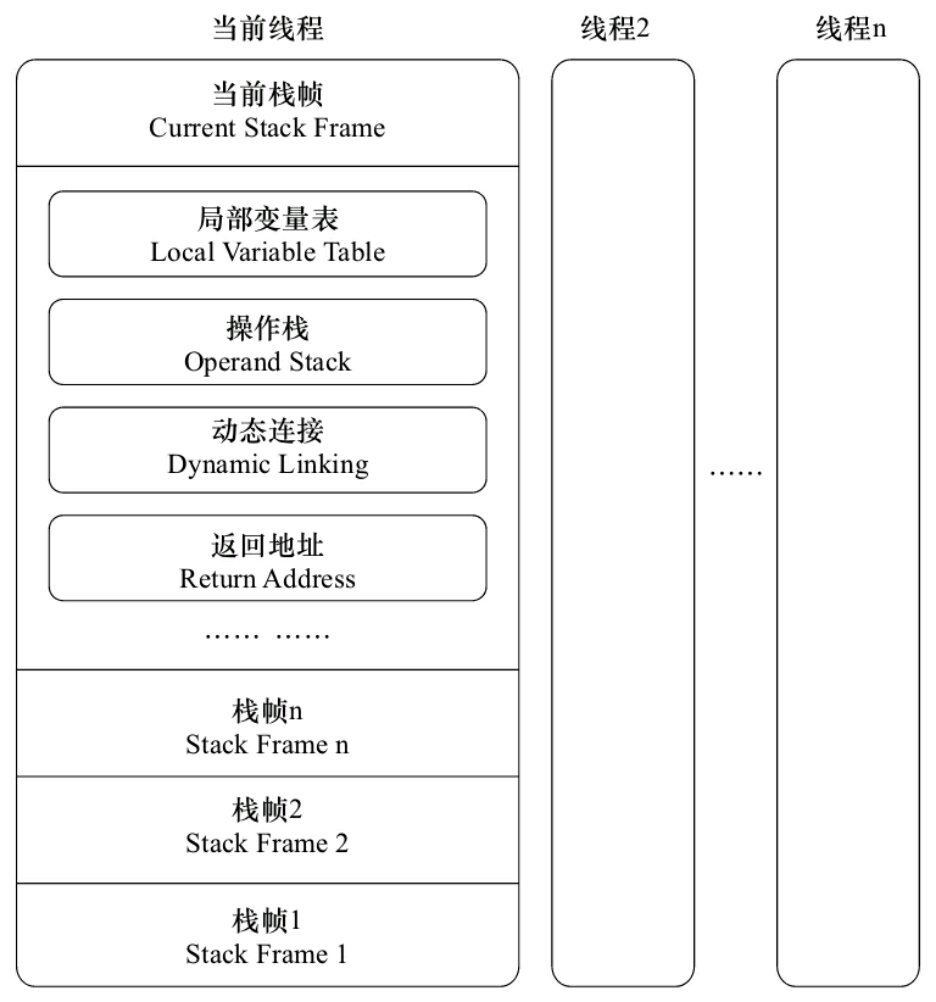 当前线程
线程2
线程n
当前栈帧
Current Stack Frame
局部变量表
Local Variable Table
操作栈
Operand Stack
动态连接
Dynamic Linking
……
返回地址
Return Address
…… ……
栈帧n
Stack Frame n
栈帧2
Stack Frame 2
栈帧1
Stack Frame 1